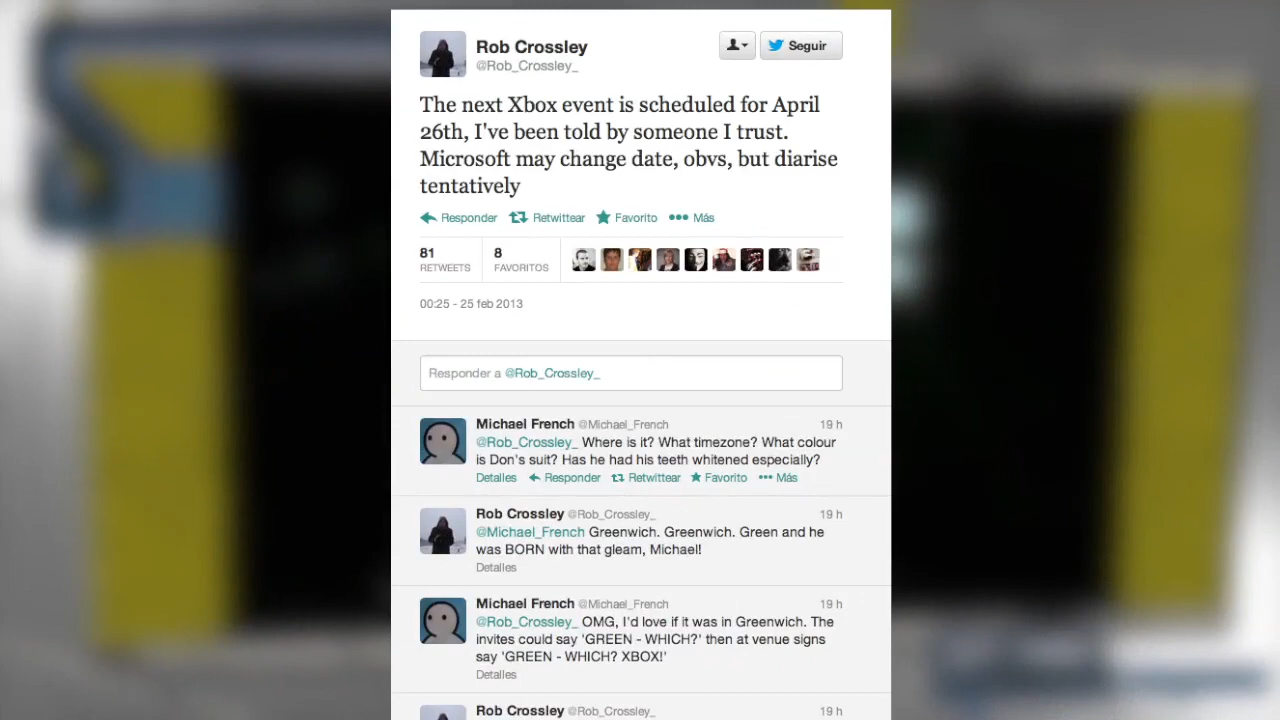 Rob Crossley
@Rob_Crossley_
Seguir
The next Xbox event is scheduled for April
26th, I've been told by someone I trust.
Microsoft may change date, obvs, but diarise
tentatively
Responder Retwittear Favorito Más
81 8
RETWEETS FAVORITOS
00:25 - 25 feb 2013
Responder a @Rob_Crossley_
Michael French @Michael_French 19 h
@Rob_Crossley_ Where is it? What timezone? What colour
is Don's suit? Has he had his teeth whitened especially?
Detalles Responder Retwittear Favorito Más
Rob Crossley @Rob_Crossley_ 19 h
@Michael_French Greenwich. Greenwich. Green and he
was BORN with that gleam, Michael!
Detalles
Michael French @Michael_French 19 h
@Rob_Crossley_ OMG, I'd love if it was in Greenwich. The
invites could say 'GREEN - WHICH?' then at venue signs
say 'GREEN - WHICH? XBOX!'
Detalles
Rob Crossley @Rob_Crossley_ 19 h